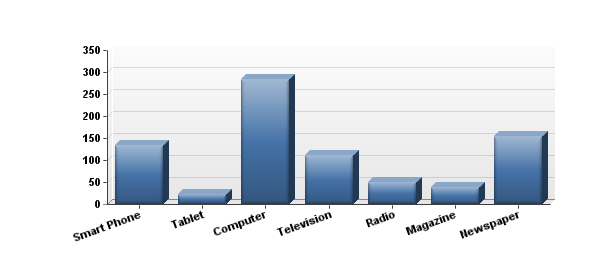 350
300
250
200
150
100
50
0
Smart Phone
Tablet
Computer
Television
Radio
Magazine
Newspaper